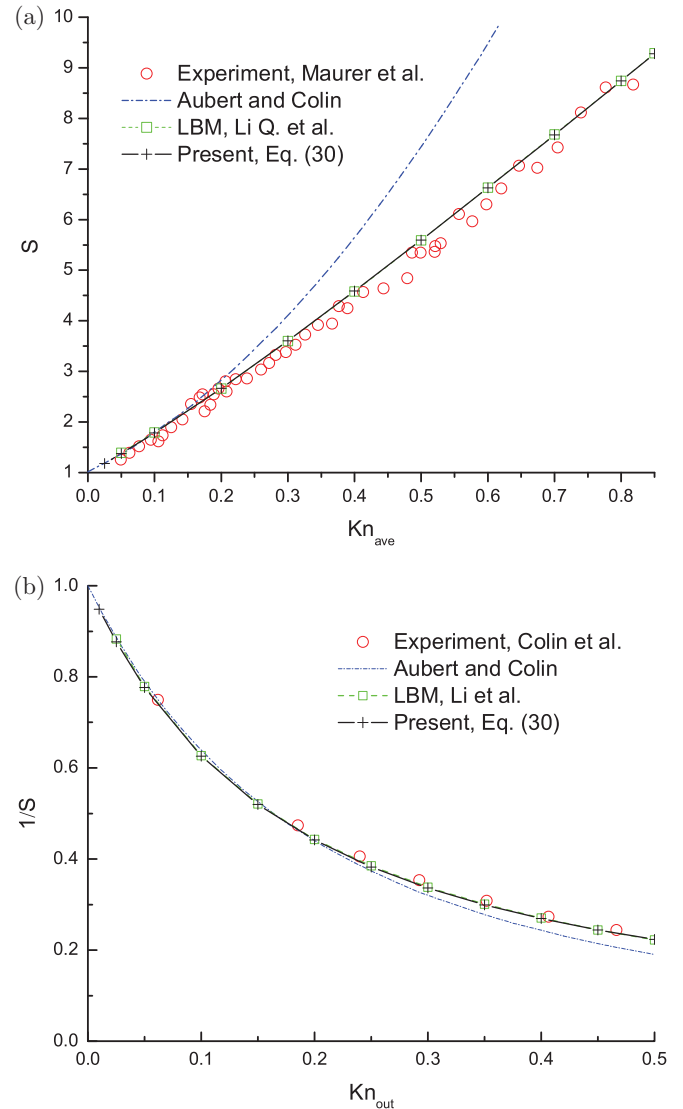 (a)
10
9
8
7
6
5
4
3
2
1
S
Experiment, Maurer et al.
Aubert and Colin
LBM, Li Q. et al.
Present, Eq. (30)
0.0 0.1 0.2 0.3 0.4 0.5 0.6 0.7 0.8
Kn_ave
(b)
1.0
0.8
0.6
0.4
0.2
0.0
1/S
Experiment, Colin et al.
Aubert and Colin
LBM, Li et al.
Present, Eq. (30)
0.0 0.1 0.2 0.3 0.4 0.5
Kn_out